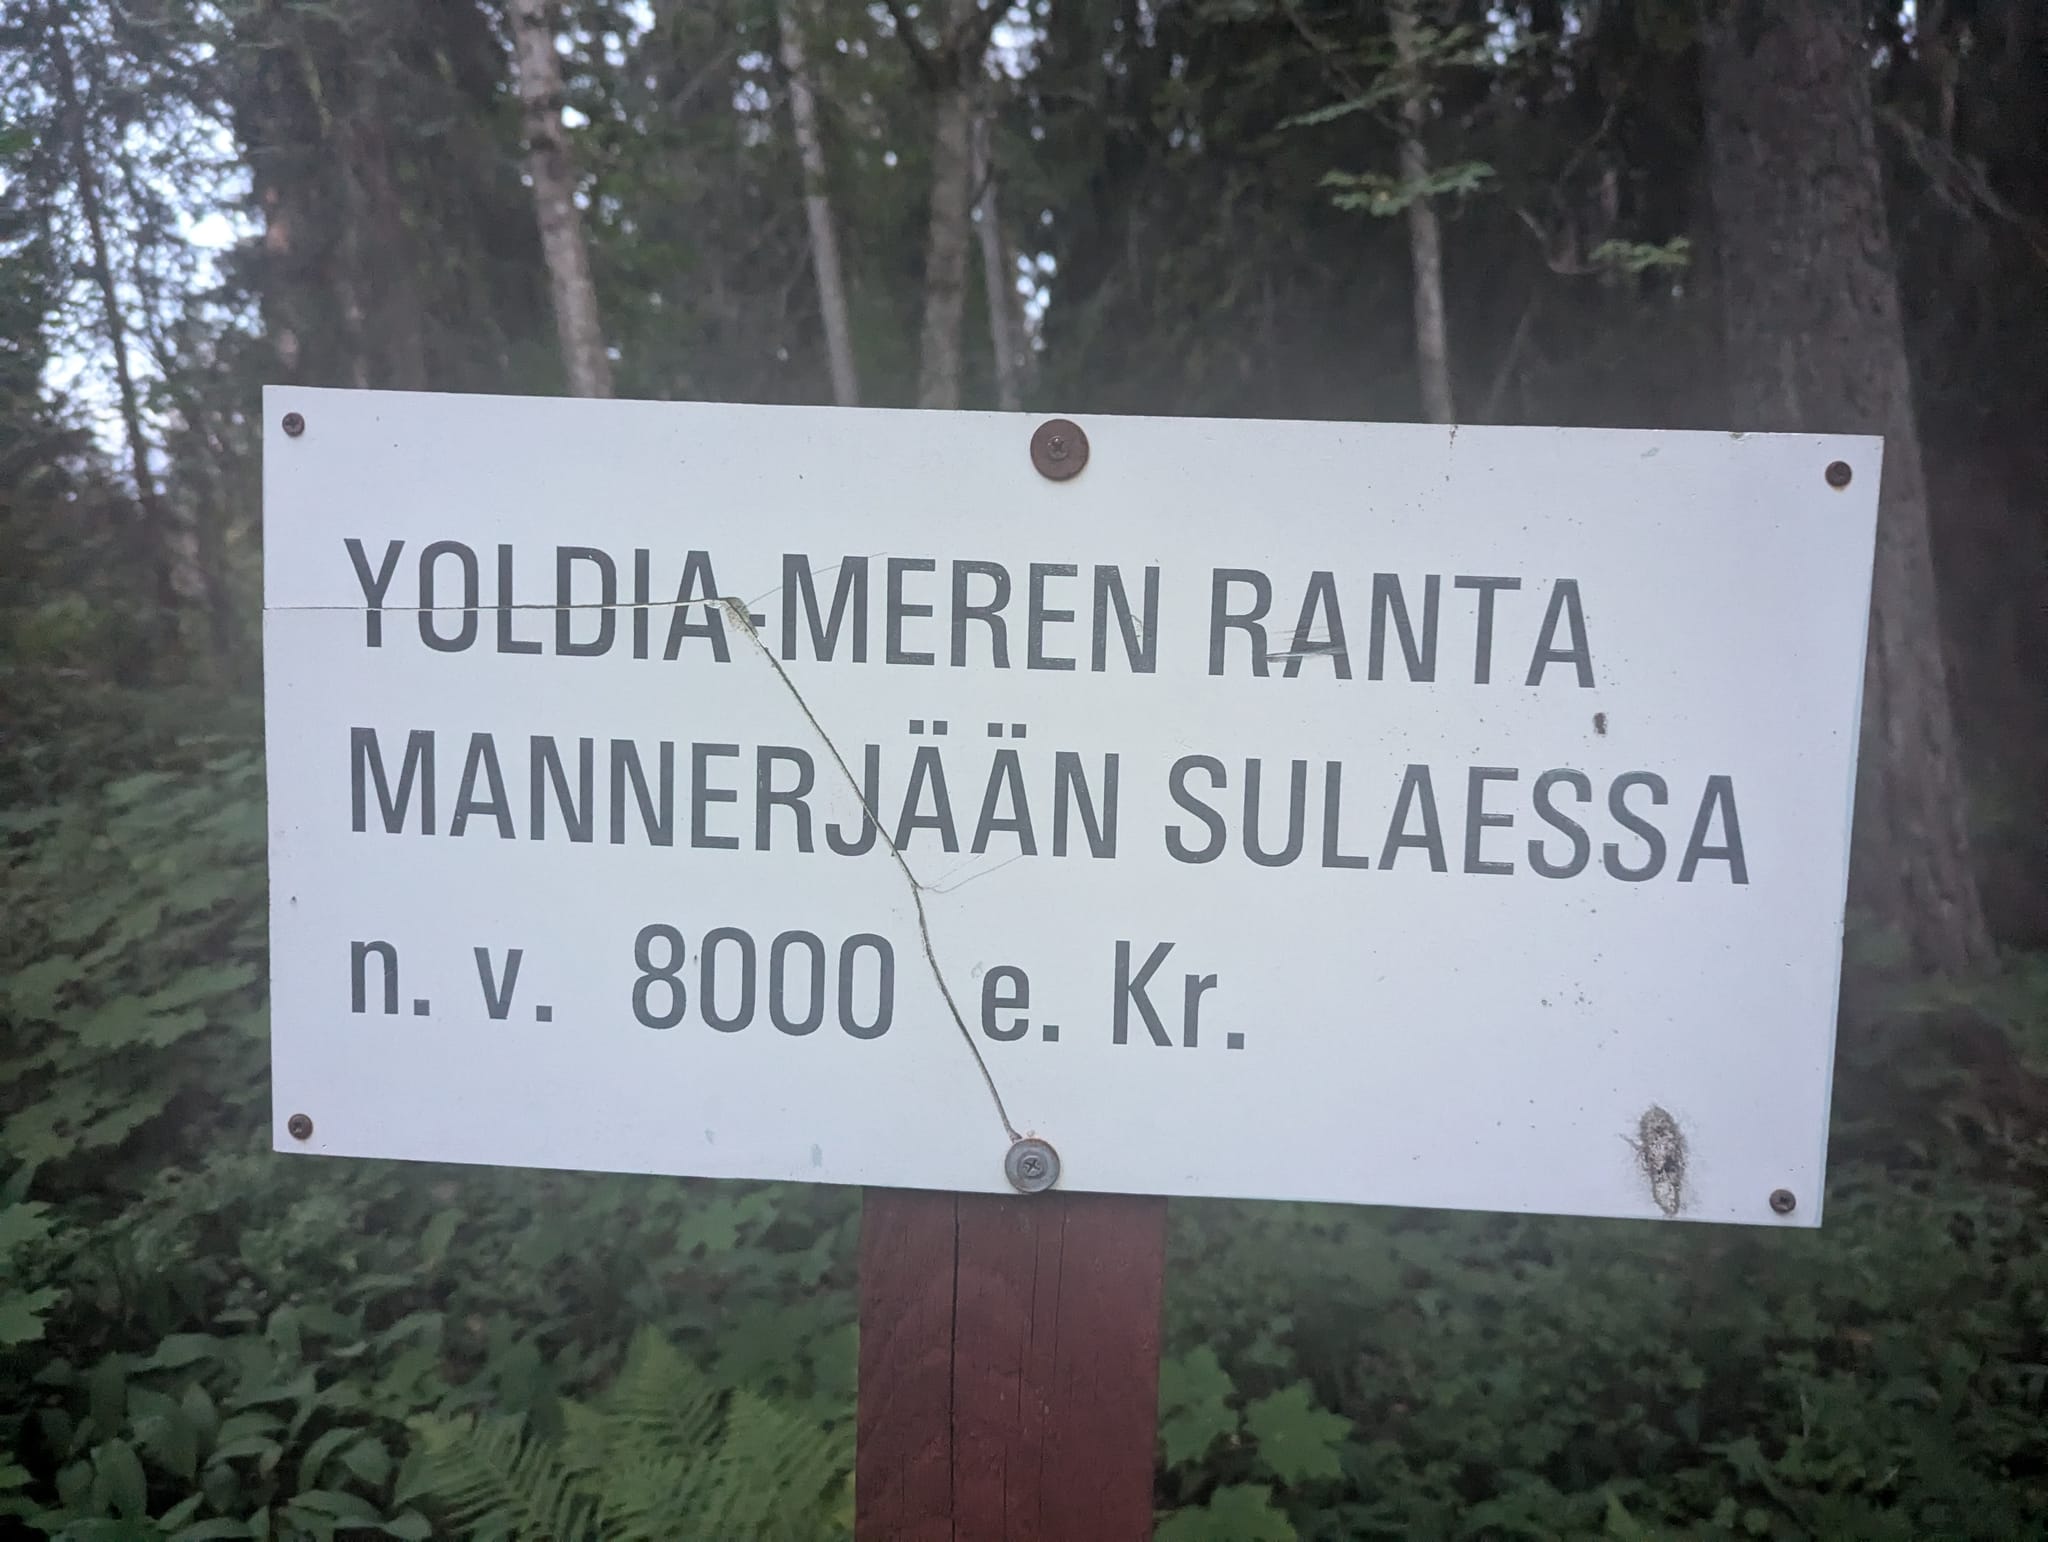 YOLDIA-MEREN RANTA
MANNERJÄÄN SULAESSA
n. v. 8000 e. Kr.